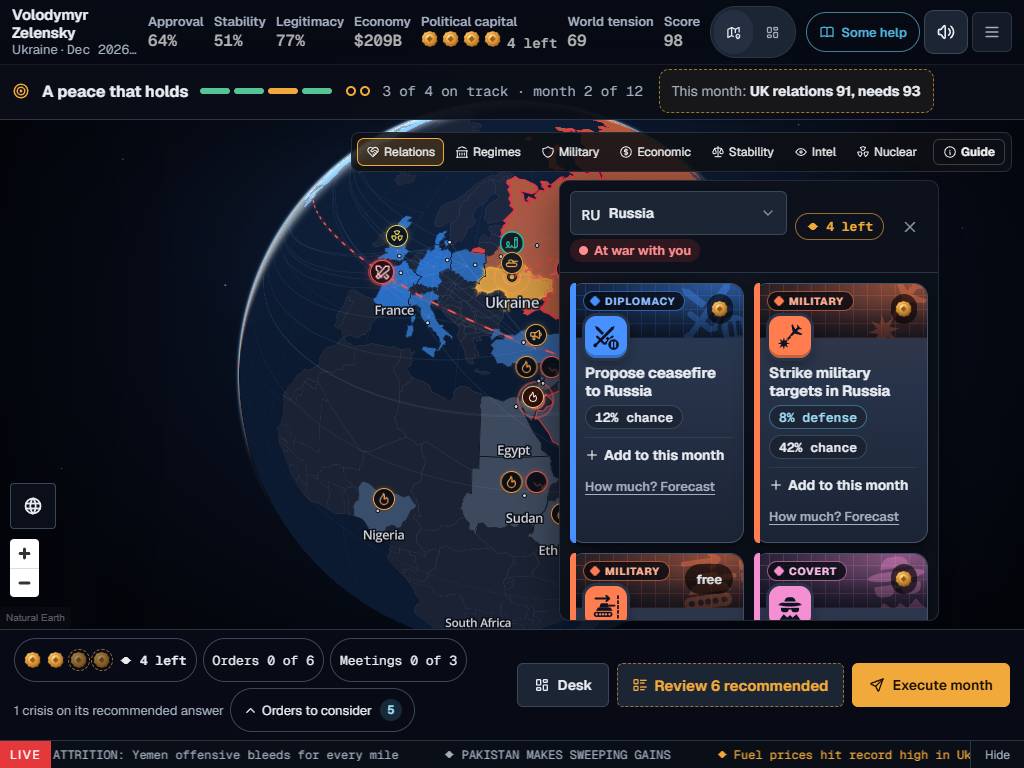 Volodymyr
Zelensky
Ukraine · Dec 2026…
Approval
64%
Stability
51%
Legitimacy
77%
Economy
$209B
Political capital
4 left
World tension
69
Score
98
Some help
A peace that holds
3 of 4 on track · month 2 of 12
This month: UK relations 91, needs 93
Relations
Regimes
Military
Economic
Stability
Intel
Nuclear
Guide
RU Russia
4 left
At war with you
DIPLOMACY
Propose ceasefire
to Russia
12% chance
+ Add to this month
How much? Forecast
MILITARY
Strike military
targets in Russia
8% defense
42% chance
+ Add to this month
How much? Forecast
MILITARY
free
COVERT
Ukraine
France
Egypt
Sudan
Nigeria
Eth
South Africa
+
−
Natural Earth
4 left
Orders 0 of 6
Meetings 0 of 3
1 crisis on its recommended answer
Orders to consider 5
Desk
Review 6 recommended
Execute month
LIVE
ATTRITION: Yemen offensive bleeds for every mile
PAKISTAN MAKES SWEEPING GAINS
Fuel prices hit record high in Uk
Hide